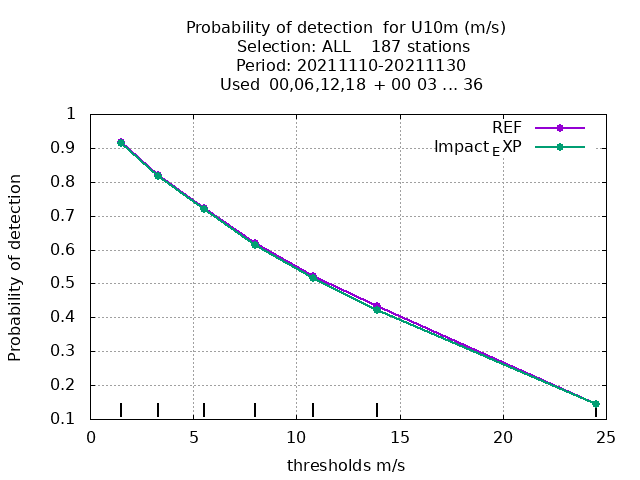 Probability of detection for U10m (m/s)
Selection: ALL 187 stations
Period: 20211110-20211130
Used 00,06,12,18 + 00 03 ... 36
REF
Impact_EXP
Probability of detection
1
0.9
0.8
0.7
0.6
0.5
0.4
0.3
0.2
0.1
0 5 10 15 20 25
thresholds m/s